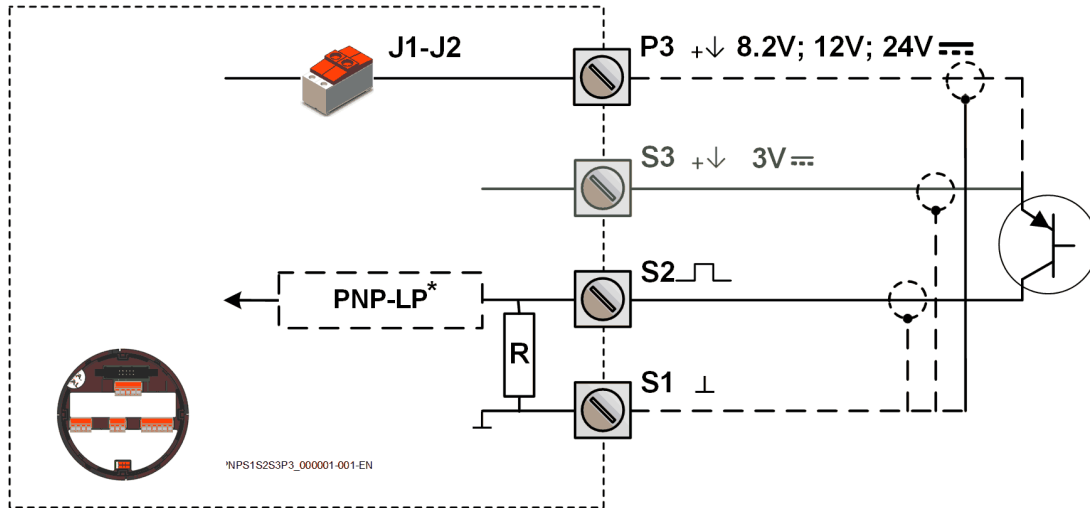 J1-J2
P3 +↓ 8.2V; 12V; 24V
S3 +↓ 3V
PNP-LP*
S2
R
S1 ⊥
NPS1S2S3P3_000001-001-EN